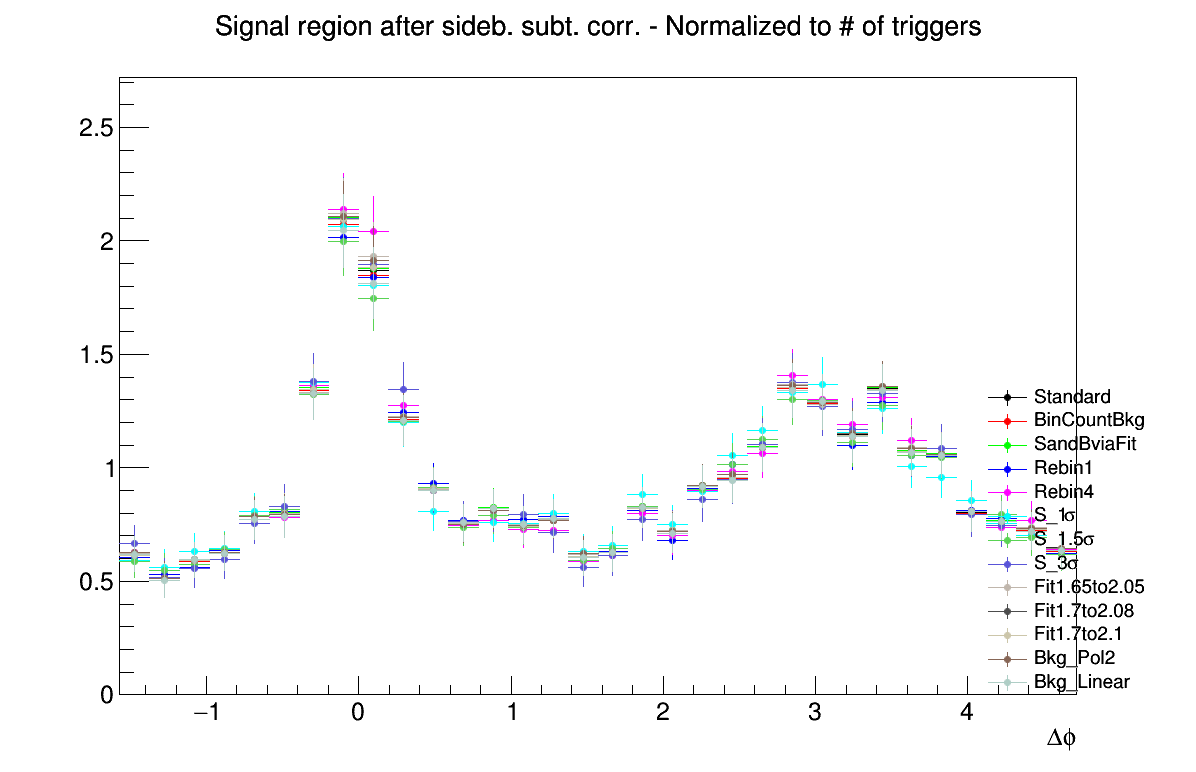 Signal region after sideb. subt. corr. - Normalized to # of triggers
2.5
2
1.5
1
0.5
0
−1
0
1
2
3
4
Δϕ
Standard
BinCountBkg
SandBviaFit
Rebin1
Rebin4
S_1σ
S_1.5σ
S_3σ
Fit1.65to2.05
Fit1.7to2.08
Fit1.7to2.1
Bkg_Pol2
Bkg_Linear